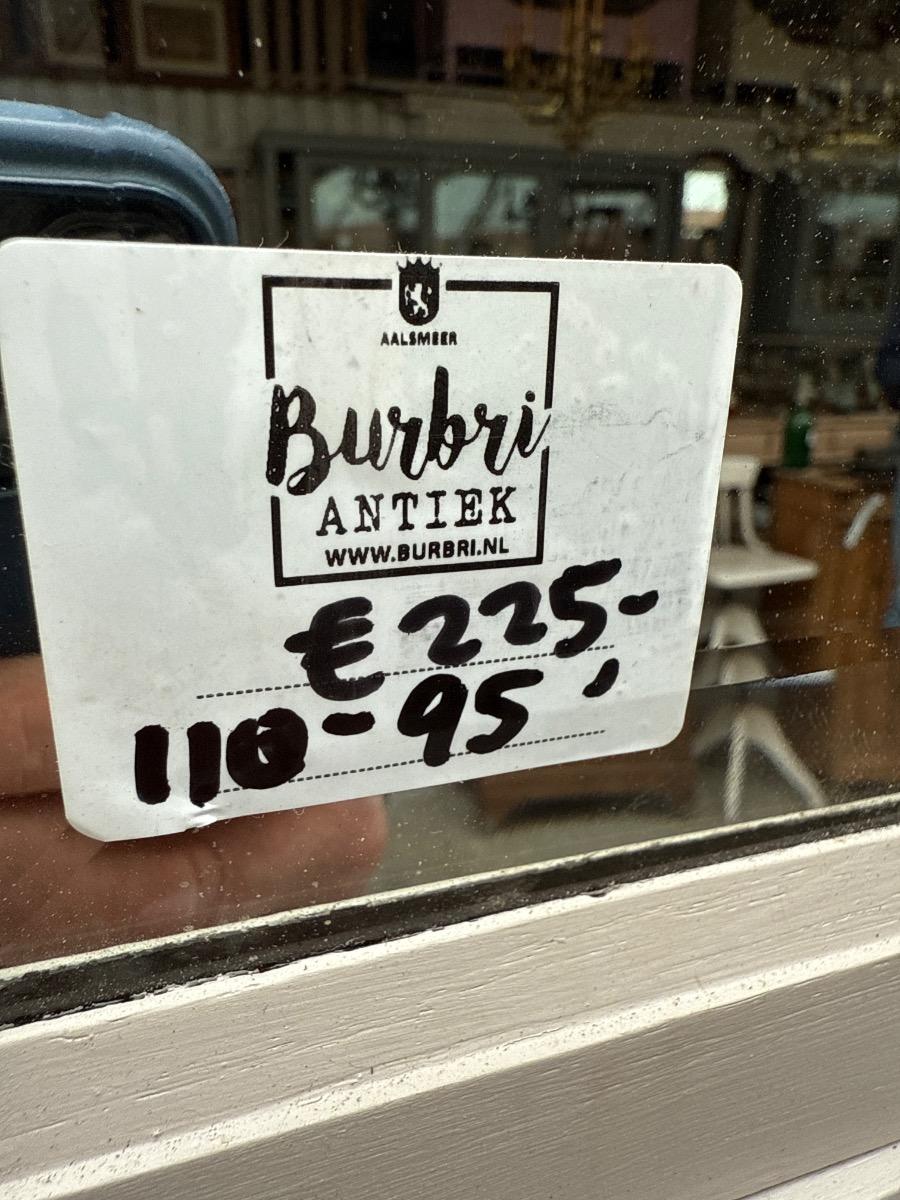 AALSMEER
Burbri
ANTIEK
WWW.BURBRI.NL
€ 225-
110-95'